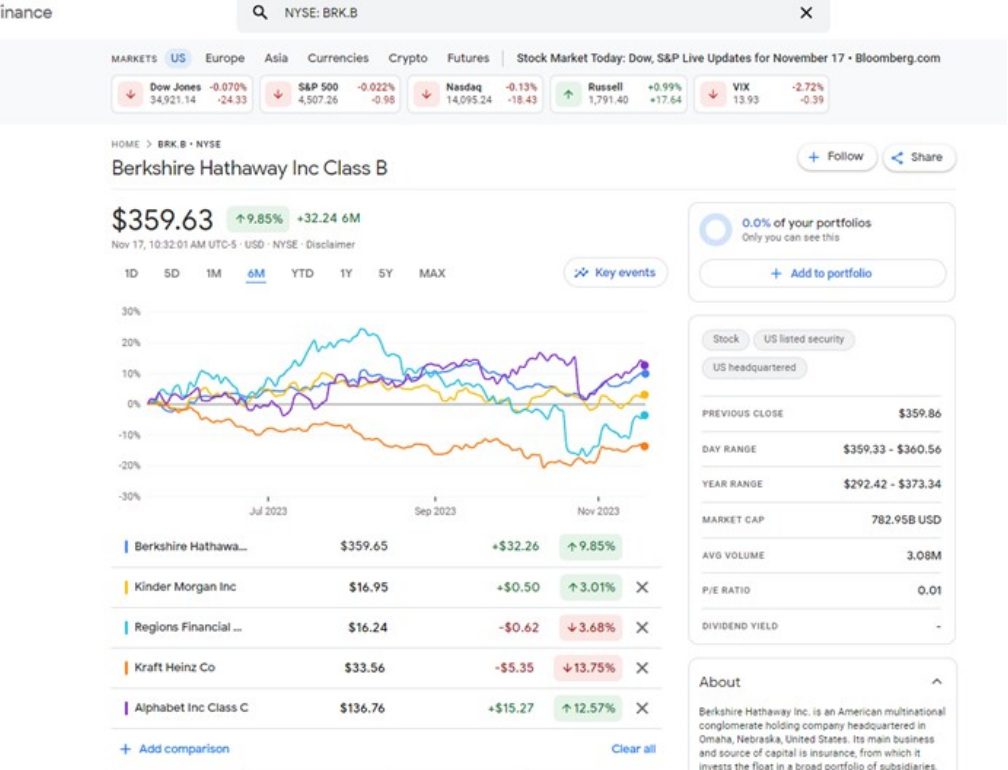 inance
NYSE: BRK.B
MARKETS US Europe Asia Currencies Crypto Futures Stock Market Today: Dow, S&P Live Updates for November 17 • Bloomberg.com
Dow Jones -0.070%
34,921.14 -24.33
S&P 500 -0.022%
4,507.26 -0.98
Nasdaq -0.13%
14,095.24 -18.43
Russell +0.99%
1,791.40 +17.64
VIX -2.72%
13.93 -0.39
HOME > BRK.B • NYSE
Berkshire Hathaway Inc Class B
+ Follow
Share
$359.63 ↑9.85% +32.24 6M
Nov 17, 10:32:01 AM UTC-5 · USD · NYSE · Disclaimer
1D 5D 1M 6M YTD 1Y 5Y MAX
Key events
30%
20%
10%
0%
-10%
-20%
-30%
Jul 2023 Sep 2023 Nov 2023
Berkshire Hathawa... $359.65 +$32.26 ↑9.85%
Kinder Morgan Inc $16.95 +$0.50 ↑3.01%
Regions Financial ... $16.24 -$0.62 ↓3.68%
Kraft Heinz Co $33.56 -$5.35 ↓13.75%
Alphabet Inc Class C $136.76 +$15.27 ↑12.57%
+ Add comparison Clear all
0.0% of your portfolios
Only you can see this
+ Add to portfolio
Stock US listed security
US headquartered
PREVIOUS CLOSE $359.86
DAY RANGE $359.33 - $360.56
YEAR RANGE $292.42 - $373.34
MARKET CAP 782.95B USD
AVG VOLUME 3.08M
P/E RATIO 0.01
DIVIDEND YIELD -
About
Berkshire Hathaway Inc. is an American multinational
conglomerate holding company headquartered in
Omaha, Nebraska, United States. Its main business
and source of capital is insurance, from which it
invests the float in a broad portfolio of subsidiaries,